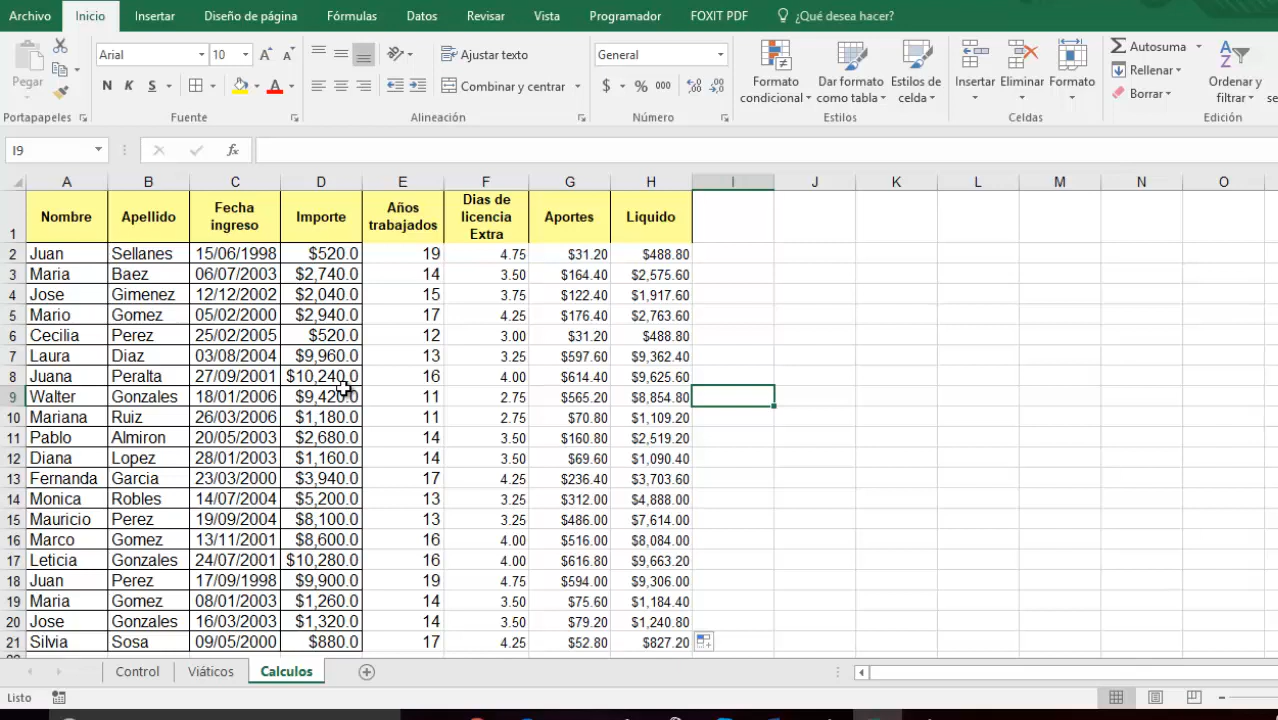 Archivo Inicio Insertar Diseño de página Fórmulas Datos Revisar Vista Programador FOXIT PDF ¿Qué desea hacer?
Pegar
Arial 10
N K S
Ajustar texto
Combinar y centrar
General
$ % 000
Formato condicional
Dar formato como tabla
Estilos de celda
Insertar Eliminar Formato
Autosuma
Rellenar
Borrar
Ordenar y filtrar
Portapapeles Fuente Alineación Número Estilos Celdas Edición
I9 fx
A B C D E F G H I J K L M N O
1 Nombre Apellido Fecha ingreso Importe Años trabajados Dias de licencia Extra Aportes Liquido
2 Juan Sellanes 15/06/1998 $520.0 19 4.75 $31.20 $488.80
3 Maria Baez 06/07/2003 $2,740.0 14 3.50 $164.40 $2,575.60
4 Jose Gimenez 12/12/2002 $2,040.0 15 3.75 $122.40 $1,917.60
5 Mario Gomez 05/02/2000 $2,940.0 17 4.25 $176.40 $2,763.60
6 Cecilia Perez 25/02/2005 $520.0 12 3.00 $31.20 $488.80
7 Laura Diaz 03/08/2004 $9,960.0 13 3.25 $597.60 $9,362.40
8 Juana Peralta 27/09/2001 $10,240.0 16 4.00 $614.40 $9,625.60
9 Walter Gonzales 18/01/2006 $9,420.0 11 2.75 $565.20 $8,854.80
10 Mariana Ruiz 26/03/2006 $1,180.0 11 2.75 $70.80 $1,109.20
11 Pablo Almiron 20/05/2003 $2,680.0 14 3.50 $160.80 $2,519.20
12 Diana Lopez 28/01/2003 $1,160.0 14 3.50 $69.60 $1,090.40
13 Fernanda Garcia 23/03/2000 $3,940.0 17 4.25 $236.40 $3,703.60
14 Monica Robles 14/07/2004 $5,200.0 13 3.25 $312.00 $4,888.00
15 Mauricio Perez 19/09/2004 $8,100.0 13 3.25 $486.00 $7,614.00
16 Marco Gomez 13/11/2001 $8,600.0 16 4.00 $516.00 $8,084.00
17 Leticia Gonzales 24/07/2001 $10,280.0 16 4.00 $616.80 $9,663.20
18 Juan Perez 17/09/1998 $9,900.0 19 4.75 $594.00 $9,306.00
19 Maria Gomez 08/01/2003 $1,260.0 14 3.50 $75.60 $1,184.40
20 Jose Gonzales 16/03/2003 $1,320.0 14 3.50 $79.20 $1,240.80
21 Silvia Sosa 09/05/2000 $880.0 17 4.25 $52.80 $827.20
Control Viáticos Calculos
Listo